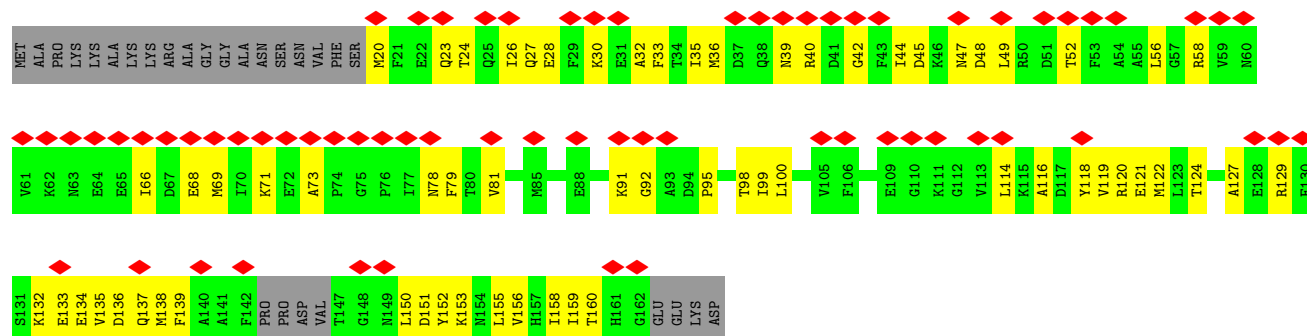 MET ALA PRO LYS LYS ALA LYS LYS ARG ALA GLY GLY ALA ASN SER ASN VAL PHE SER M20 F21 E22 Q23 T24 Q25 I26 Q27 E28 F29 K30 E31 A32 F33 T34 I35 M36 D37 Q38 N39 R40 D41 G42 F43 I44 D45 K46 N47 D48 L49 R50 D51 T52 F53 A54 A55 L56 G57 R58 V59 N60
V61 K62 N63 E64 E65 I66 D67 E68 M69 I70 K71 E72 A73 P74 G75 P76 I77 N78 F79 T80 V81 M85 E88 K91 G92 A93 D94 P95 T98 I99 L100 V105 F106 E109 G110 K111 G112 V113 L114 K115 A116 D117 Y118 V119 R120 E121 M122 L123 T124 A127 E128 R129 F130
S131 K132 E133 E134 V135 D136 Q137 M138 F139 A140 A141 F142 PRO PRO ASP VAL T147 G148 N149 L150 D151 Y152 K153 N154 L155 V156 H157 I158 I159 T160 H161 G162 GLU GLU LYS ASP